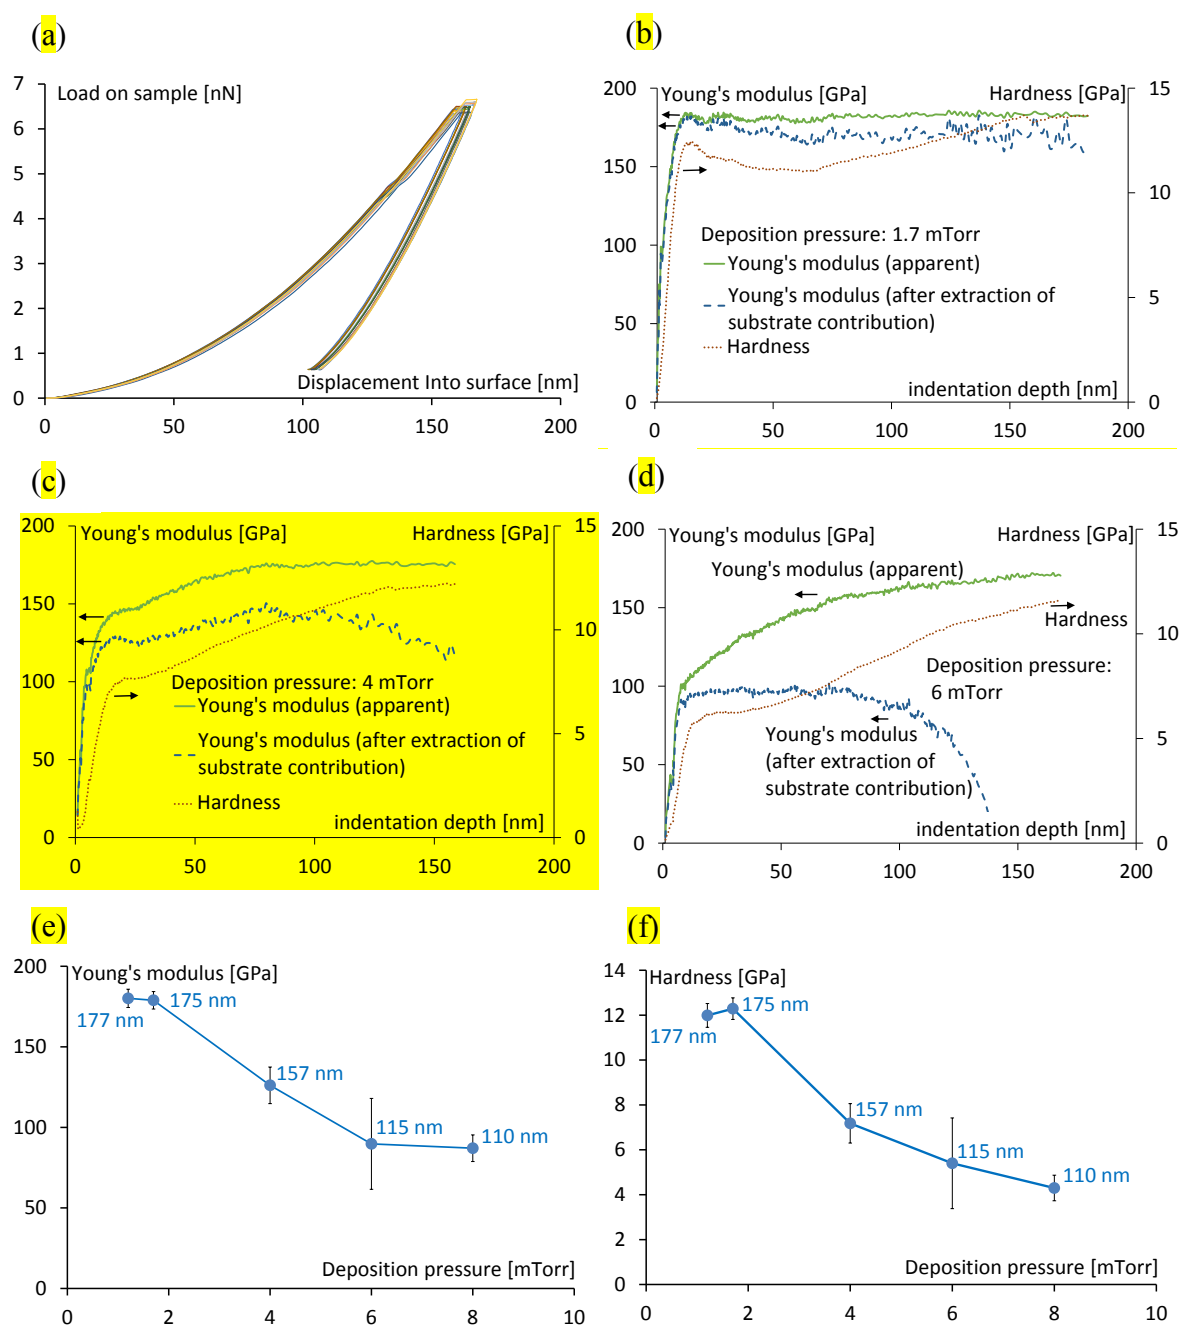 (a)
Load on sample [nN]
7
6
5
4
3
2
1
0
Displacement Into surface [nm]
0 50 100 150 200
(b)
Young's modulus [GPa] Hardness [GPa]
200
150
100
50
0
15
10
5
0
Deposition pressure: 1.7 mTorr
Young's modulus (apparent)
Young's modulus (after extraction of
substrate contribution)
Hardness
indentation depth [nm]
0 50 100 150 200
(c)
Young's modulus [GPa] Hardness [GPa]
200
150
100
50
0
15
10
5
0
Deposition pressure: 4 mTorr
Young's modulus (apparent)
Young's modulus (after extraction of
substrate contribution)
Hardness
indentation depth [nm]
0 50 100 150 200
(d)
Young's modulus [GPa] Hardness [GPa]
200
150
100
50
0
15
10
5
0
Young's modulus (apparent)
Hardness
Deposition pressure:
6 mTorr
Young's modulus
(after extraction of
substrate contribution)
indentation depth [nm]
0 50 100 150 200
(e)
Young's modulus [GPa]
200
150
100
50
0
177 nm
175 nm
157 nm
115 nm
110 nm
Deposition pressure [mTorr]
0 2 4 6 8 10
(f)
Hardness [GPa]
14
12
10
8
6
4
2
0
177 nm
175 nm
157 nm
115 nm
110 nm
Deposition pressure [mTorr]
0 2 4 6 8 10